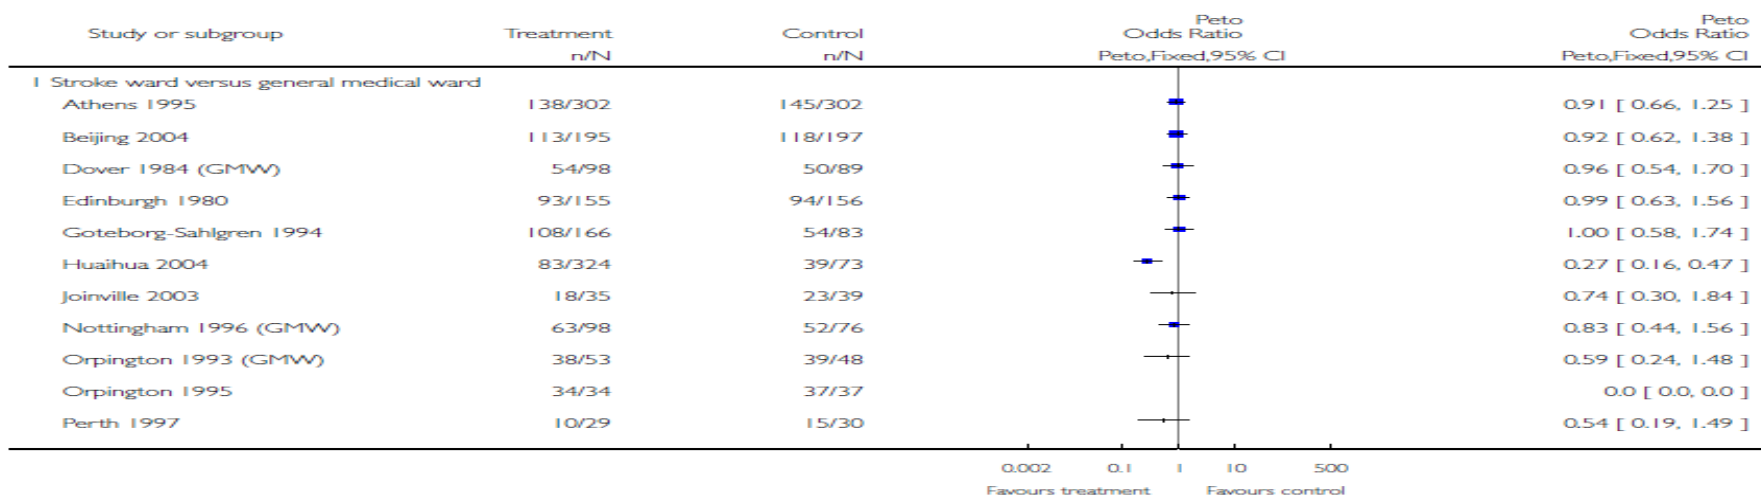 Peto Peto
Study or subgroup Treatment Control Odds Ratio Odds Ratio
n/N n/N Peto,Fixed,95% CI Peto,Fixed,95% CI
1 Stroke ward versus general medical ward
Athens 1995 138/302 145/302 0.91 [ 0.66, 1.25 ]
Beijing 2004 113/195 118/197 0.92 [ 0.62, 1.38 ]
Dover 1984 (GMW) 54/98 50/89 0.96 [ 0.54, 1.70 ]
Edinburgh 1980 93/155 94/156 0.99 [ 0.63, 1.56 ]
Goteborg-Sahlgren 1994 108/166 54/83 1.00 [ 0.58, 1.74 ]
Huaihua 2004 83/324 39/73 0.27 [ 0.16, 0.47 ]
Joinville 2003 18/35 23/39 0.74 [ 0.30, 1.84 ]
Nottingham 1996 (GMW) 63/98 52/76 0.83 [ 0.44, 1.56 ]
Orpington 1993 (GMW) 38/53 39/48 0.59 [ 0.24, 1.48 ]
Orpington 1995 34/34 37/37 0.0 [ 0.0, 0.0 ]
Perth 1997 10/29 15/30 0.54 [ 0.19, 1.49 ]
0.002 0.1 1 10 500
Favours treatment Favours control